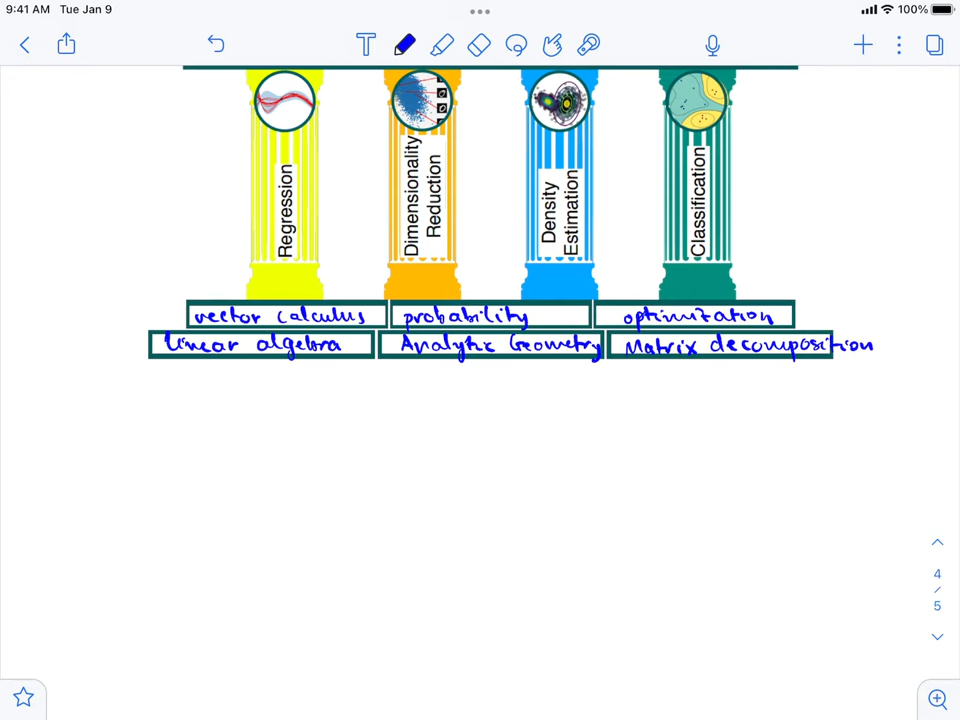 9:41 AM Tue Jan 9
100%
Regression
Dimensionality
Reduction
Density
Estimation
Classification
vector calculus probability optimization
linear algebra Analytic Geometry Matrix decomposition
4
/
5